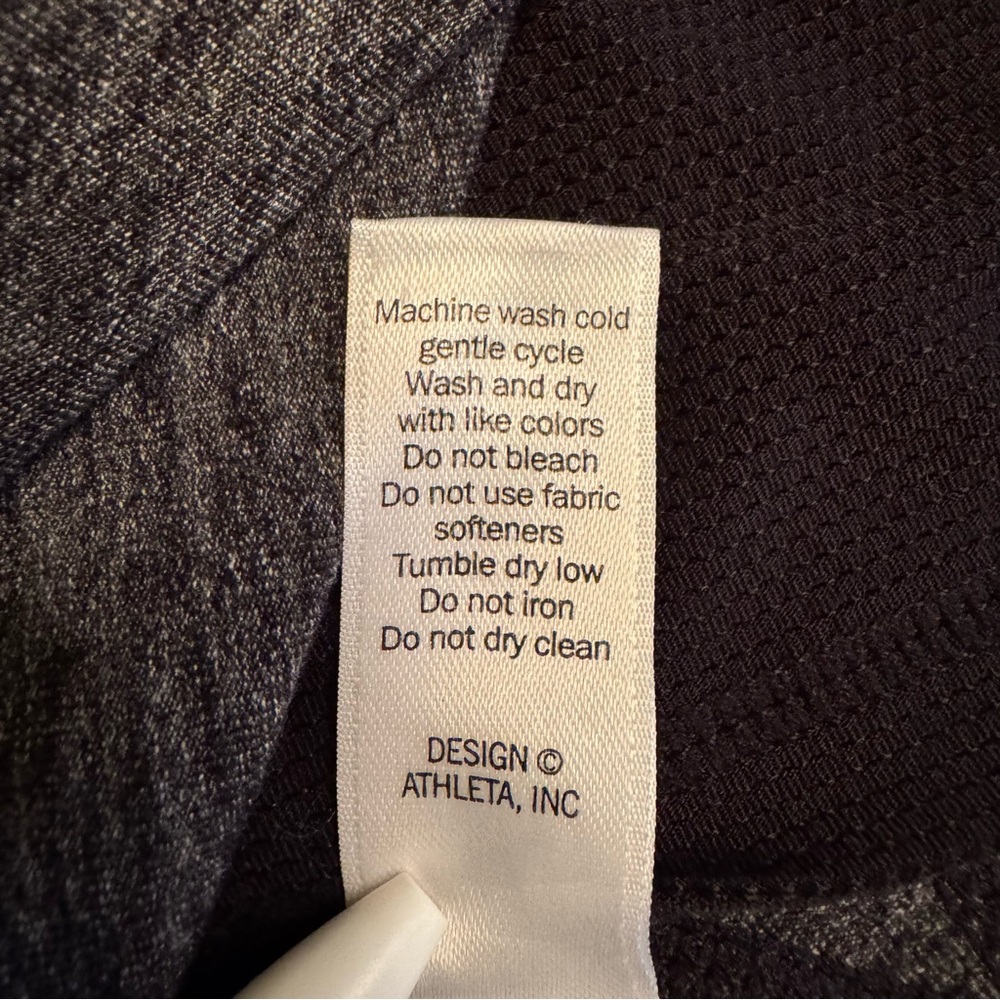 Machine wash cold
gentle cycle
Wash and dry
with like colors
Do not bleach
Do not use fabric
softeners
Tumble dry low
Do not iron
Do not dry clean
DESIGN ©
ATHLETA, INC